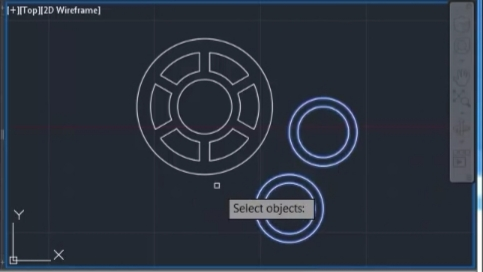 [+][Top][2D Wireframe]
Select objects:
Y
X